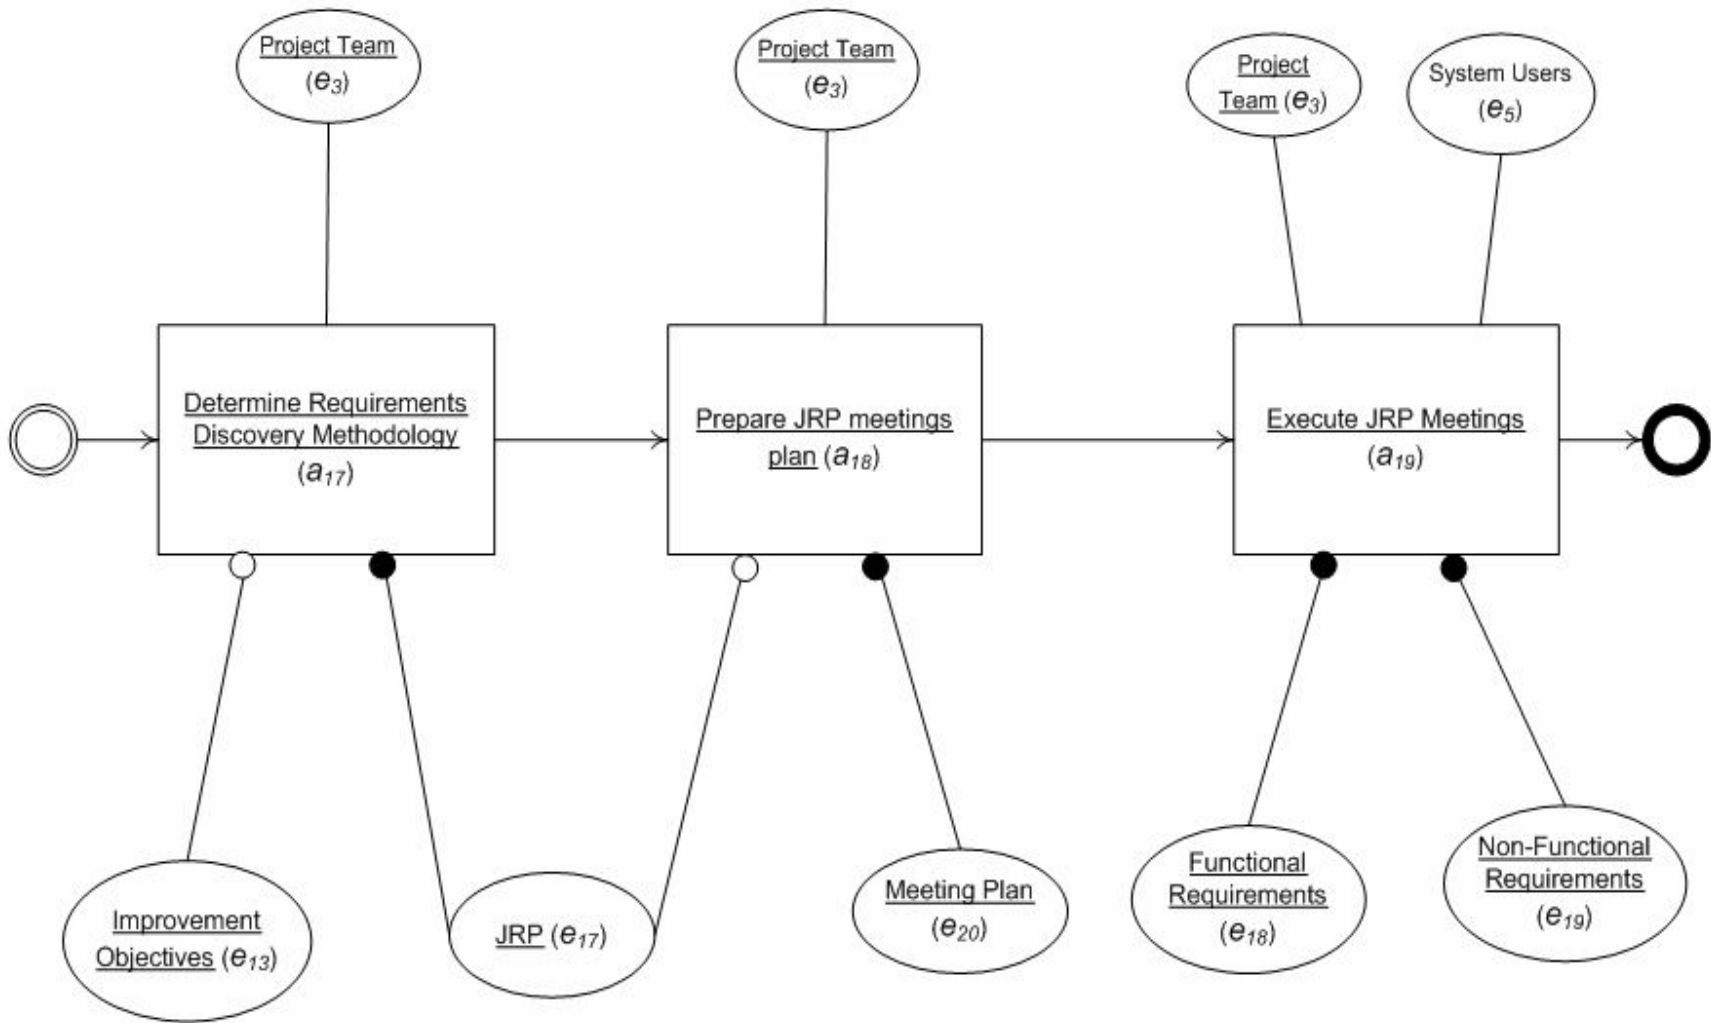 Project Team
(e3)
Project Team
(e3)
Project
Team (e3)
System Users
(e5)
Determine Requirements
Discovery Methodology
(a17)
Prepare JRP meetings
plan (a18)
Execute JRP Meetings
(a19)
Improvement
Objectives (e13)
JRP (e17)
Meeting Plan
(e20)
Functional
Requirements
(e18)
Non-Functional
Requirements
(e19)